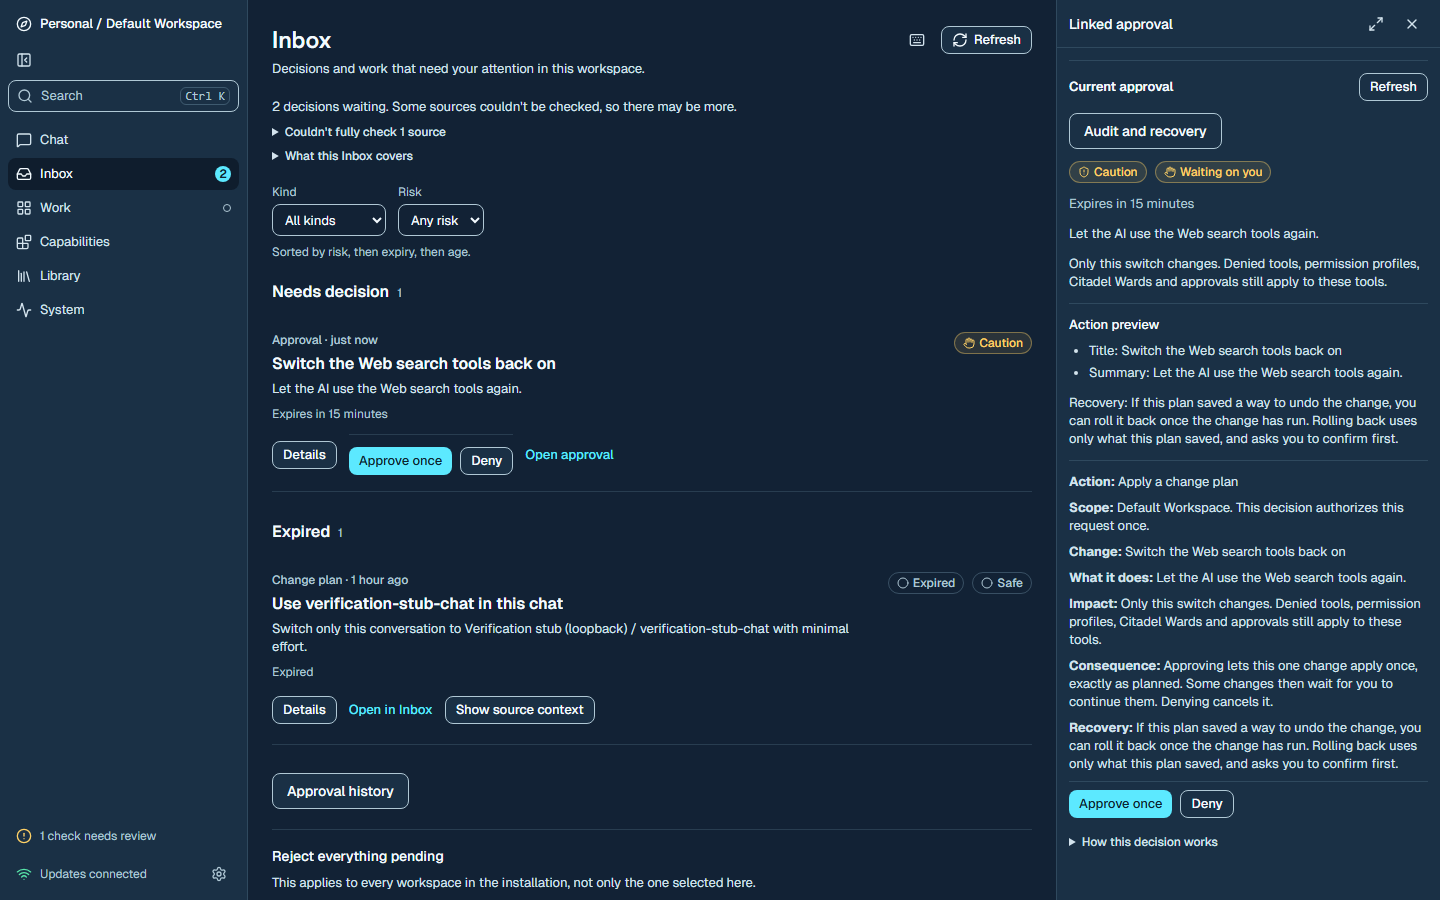 Personal / Default Workspace
Search
Ctrl K
Chat
Inbox
2
Work
Capabilities
Library
System
1 check needs review
Updates connected
Inbox
Refresh
Decisions and work that need your attention in this workspace.
2 decisions waiting. Some sources couldn't be checked, so there may be more.
Couldn't fully check 1 source
What this Inbox covers
Kind
Risk
All kinds
Any risk
Sorted by risk, then expiry, then age.
Needs decision 1
Approval · just now
Caution
Switch the Web search tools back on
Let the AI use the Web search tools again.
Expires in 15 minutes
Details
Approve once
Deny
Open approval
Expired 1
Change plan · 1 hour ago
Expired
Safe
Use verification-stub-chat in this chat
Switch only this conversation to Verification stub (loopback) / verification-stub-chat with minimal
effort.
Expired
Details
Open in Inbox
Show source context
Approval history
Reject everything pending
This applies to every workspace in the installation, not only the one selected here.
Linked approval
Current approval
Refresh
Audit and recovery
Caution
Waiting on you
Expires in 15 minutes
Let the AI use the Web search tools again.
Only this switch changes. Denied tools, permission profiles,
Citadel Wards and approvals still apply to these tools.
Action preview
• Title: Switch the Web search tools back on
• Summary: Let the AI use the Web search tools again.
Recovery: If this plan saved a way to undo the change, you
can roll it back once the change has run. Rolling back uses
only what this plan saved, and asks you to confirm first.
Action: Apply a change plan
Scope: Default Workspace. This decision authorizes this
request once.
Change: Switch the Web search tools back on
What it does: Let the AI use the Web search tools again.
Impact: Only this switch changes. Denied tools, permission
profiles, Citadel Wards and approvals still apply to these
tools.
Consequence: Approving lets this one change apply once,
exactly as planned. Some changes then wait for you to
continue them. Denying cancels it.
Recovery: If this plan saved a way to undo the change, you
can roll it back once the change has run. Rolling back uses
only what this plan saved, and asks you to confirm first.
Approve once
Deny
How this decision works